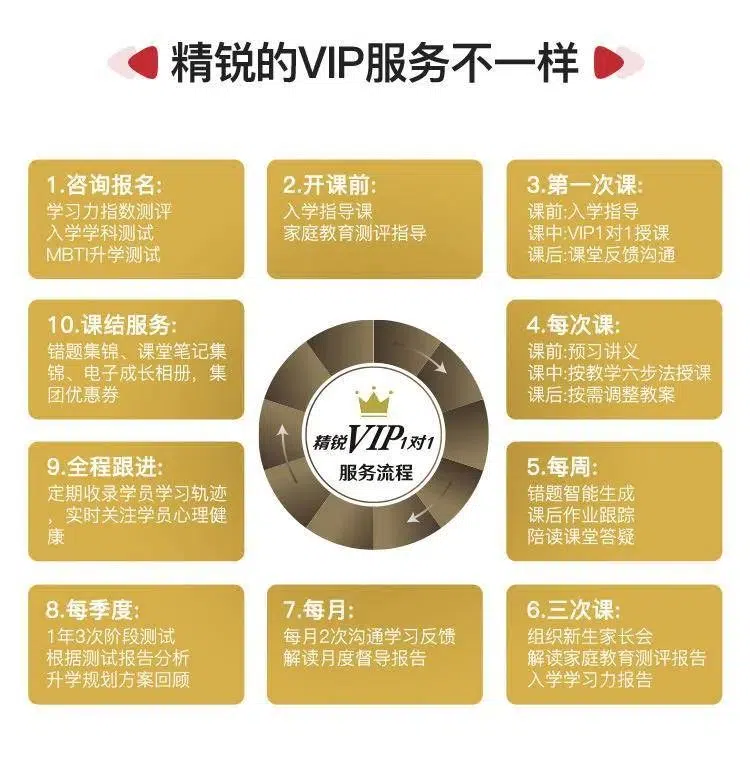 精锐的VIP服务不一样
1.咨询报名:
学习力指数测评
入学学科测试
MBTI升学测试
2.开课前:
入学指导课
家庭教育测评指导
3.第一次课:
课前:入学指导
课中:VIP1对1授课
课后:课堂反馈沟通
10.课结服务:
错题集锦、课堂笔记集
锦、电子成长相册，集
团优惠券
4.每次课:
课前:预习讲义
课中:按教学六步法授课
课后:按需调整教案
精锐VIP1对1
服务流程
9.全程跟进:
定期收录学员学习轨迹
，实时关注学员心理健
康
5.每周:
错题智能生成
课后作业跟踪
陪读课堂答疑
8.每季度:
1年3次阶段测试
根据测试报告分析
升学规划方案回顾
7.每月:
每月2次沟通学习反馈
解读月度督导报告
6.三次课:
组织新生家长会
解读家庭教育测评报告
入学学习力报告